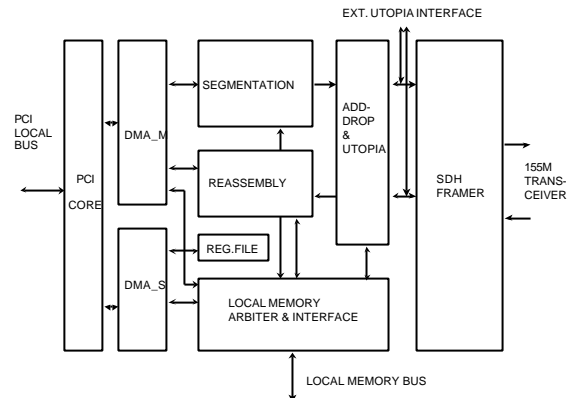 EXT. UTOPIA INTERFACE
SEGMENTATION
ADD-
DROP
&
UTOPIA
PCI
LOCAL
BUS
DMA_M
PCI
CORE
REASSEMBLY
SDH
FRAMER
155M
TRANS-
CEIVER
REG.FILE
DMA_S
LOCAL MEMORY
ARBITER & INTERFACE
LOCAL MEMORY BUS